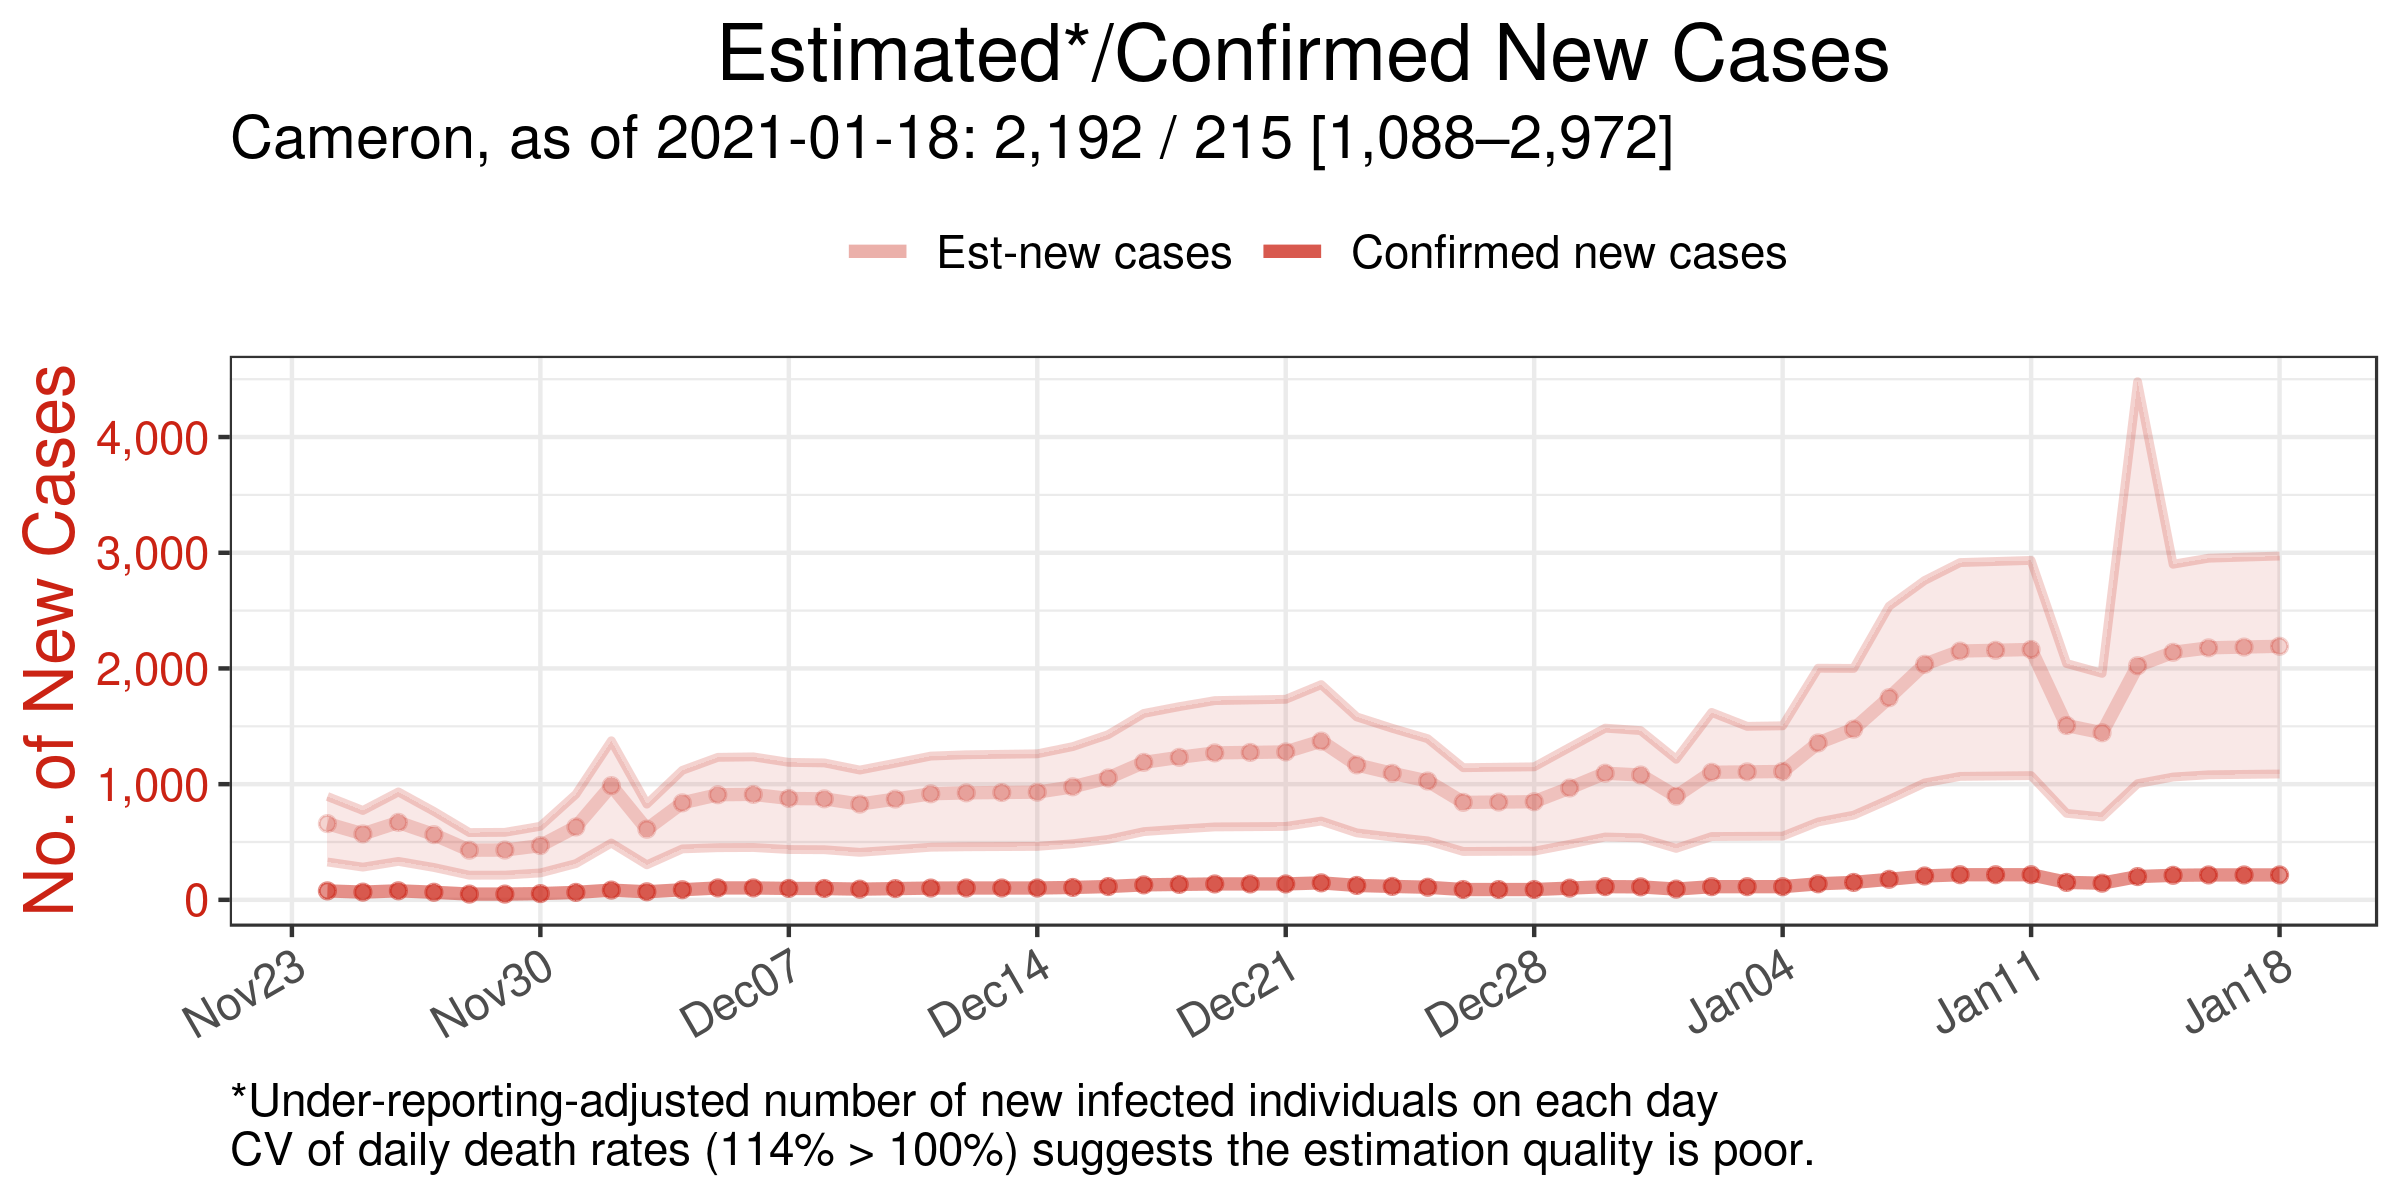 Estimated*/Confirmed New Cases
Cameron, as of 2021-01-18: 2,192 / 215 [1,088–2,972]
Est-new cases
Confirmed new cases
No. of New Cases
4,000
3,000
2,000
1,000
0
Nov23
Nov30
Dec07
Dec14
Dec21
Dec28
Jan04
Jan11
Jan18
*Under-reporting-adjusted number of new infected individuals on each day
CV of daily death rates (114% > 100%) suggests the estimation quality is poor.